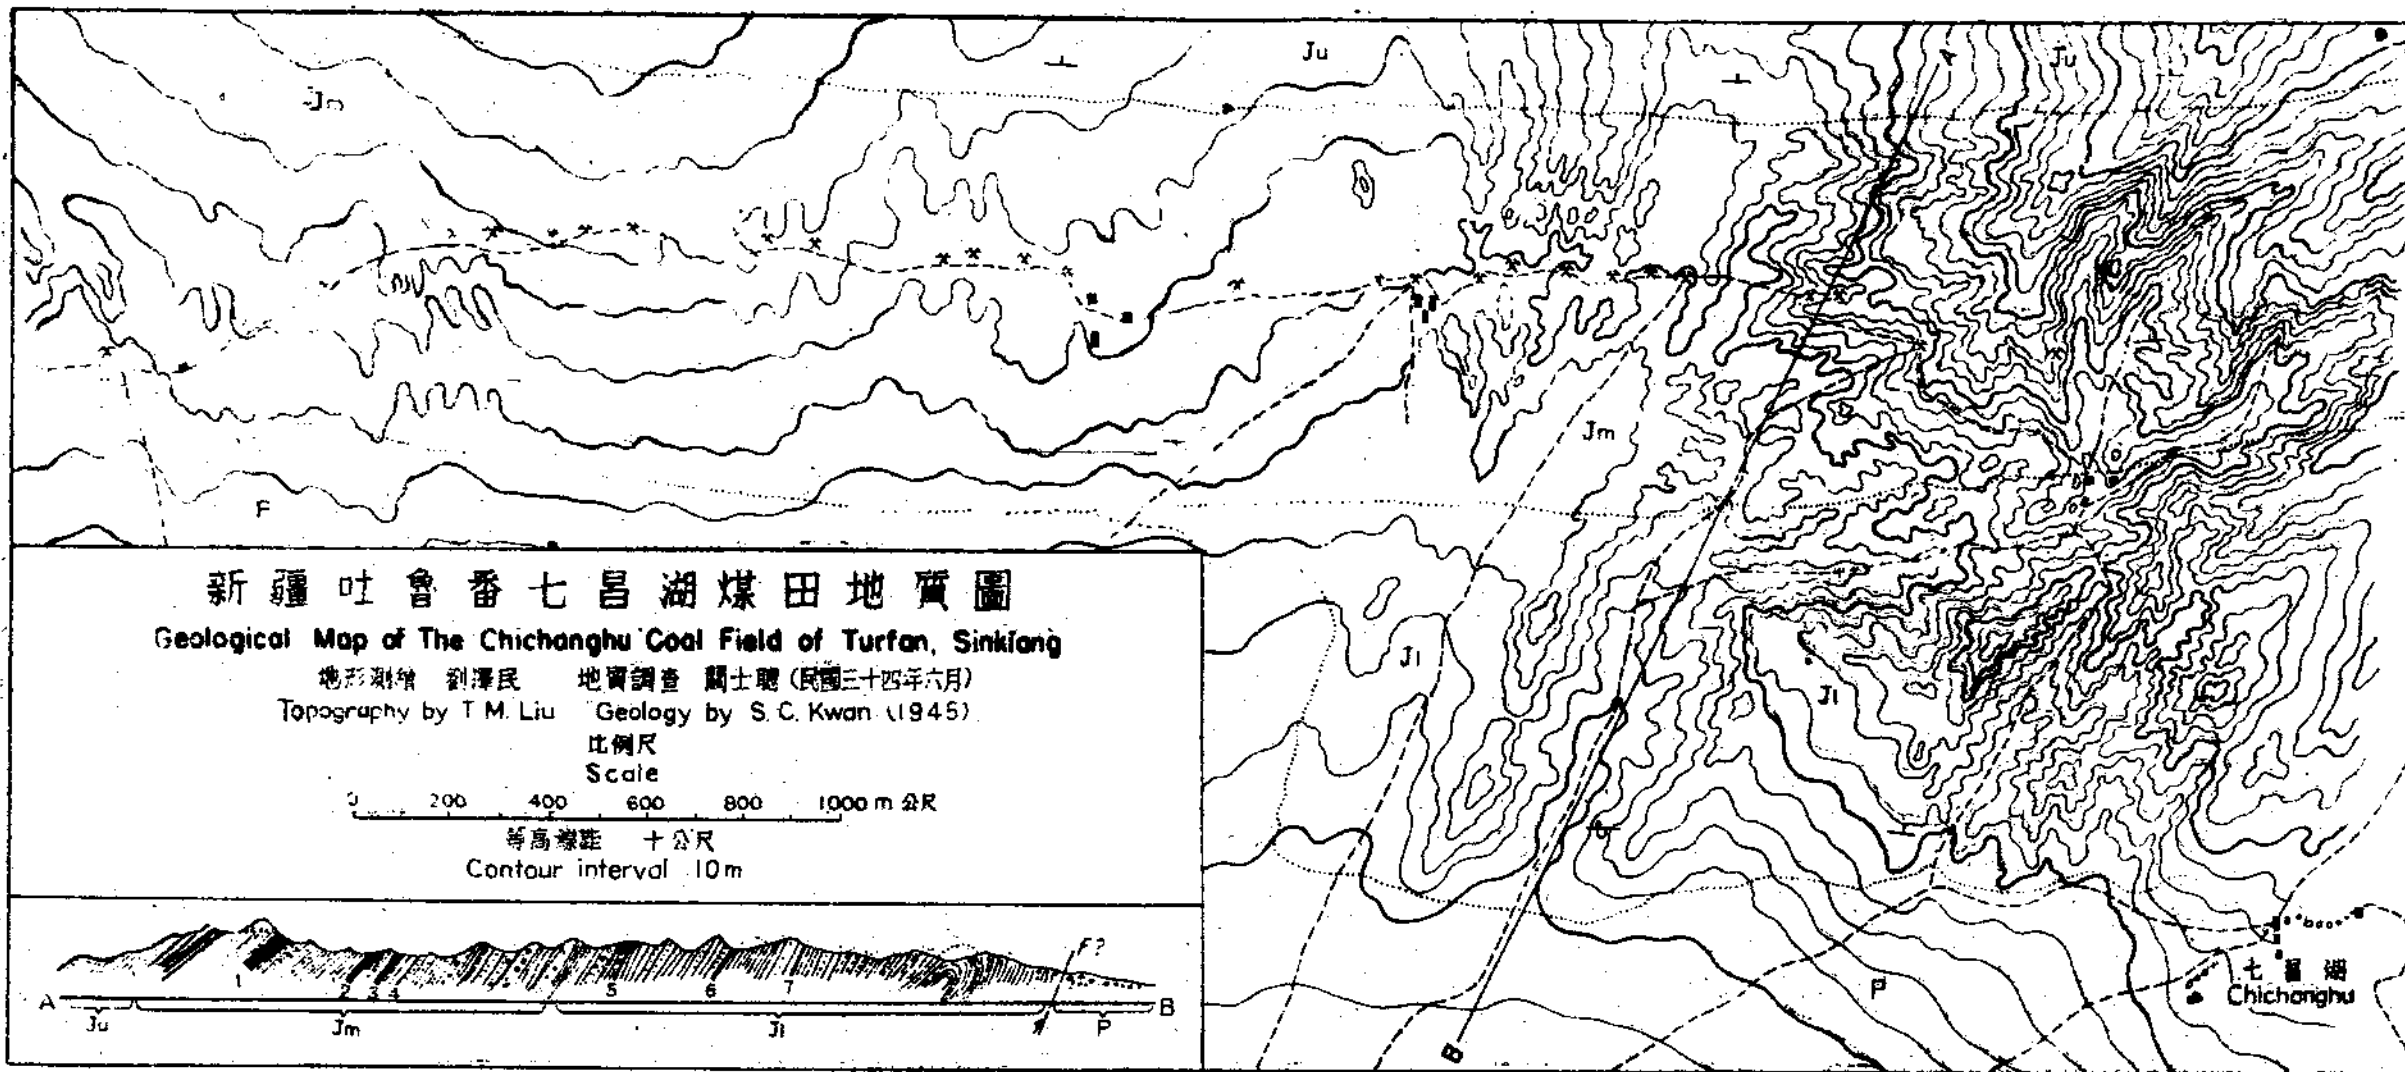 Ju
Ju
Jm
Jm
Jl
Jl
P
B
七昌湖
Chichanghu
新疆吐魯番七昌湖煤田地質圖
Geological Map of The Chichanghu Coal Field of Turfan, Sinkiang
地形測繪 劉澤民 地質調查 關士聰 (民國三十四年六月)
Topography by T. M. Liu Geology by S. C. Kwan (1945)
比例尺
Scale
0 200 400 600 800 1000 m 公尺
等高線距 十公尺
Contour interval 10m
F?
1 2 3 4 5 6 7
A B
Ju Jm Jl P